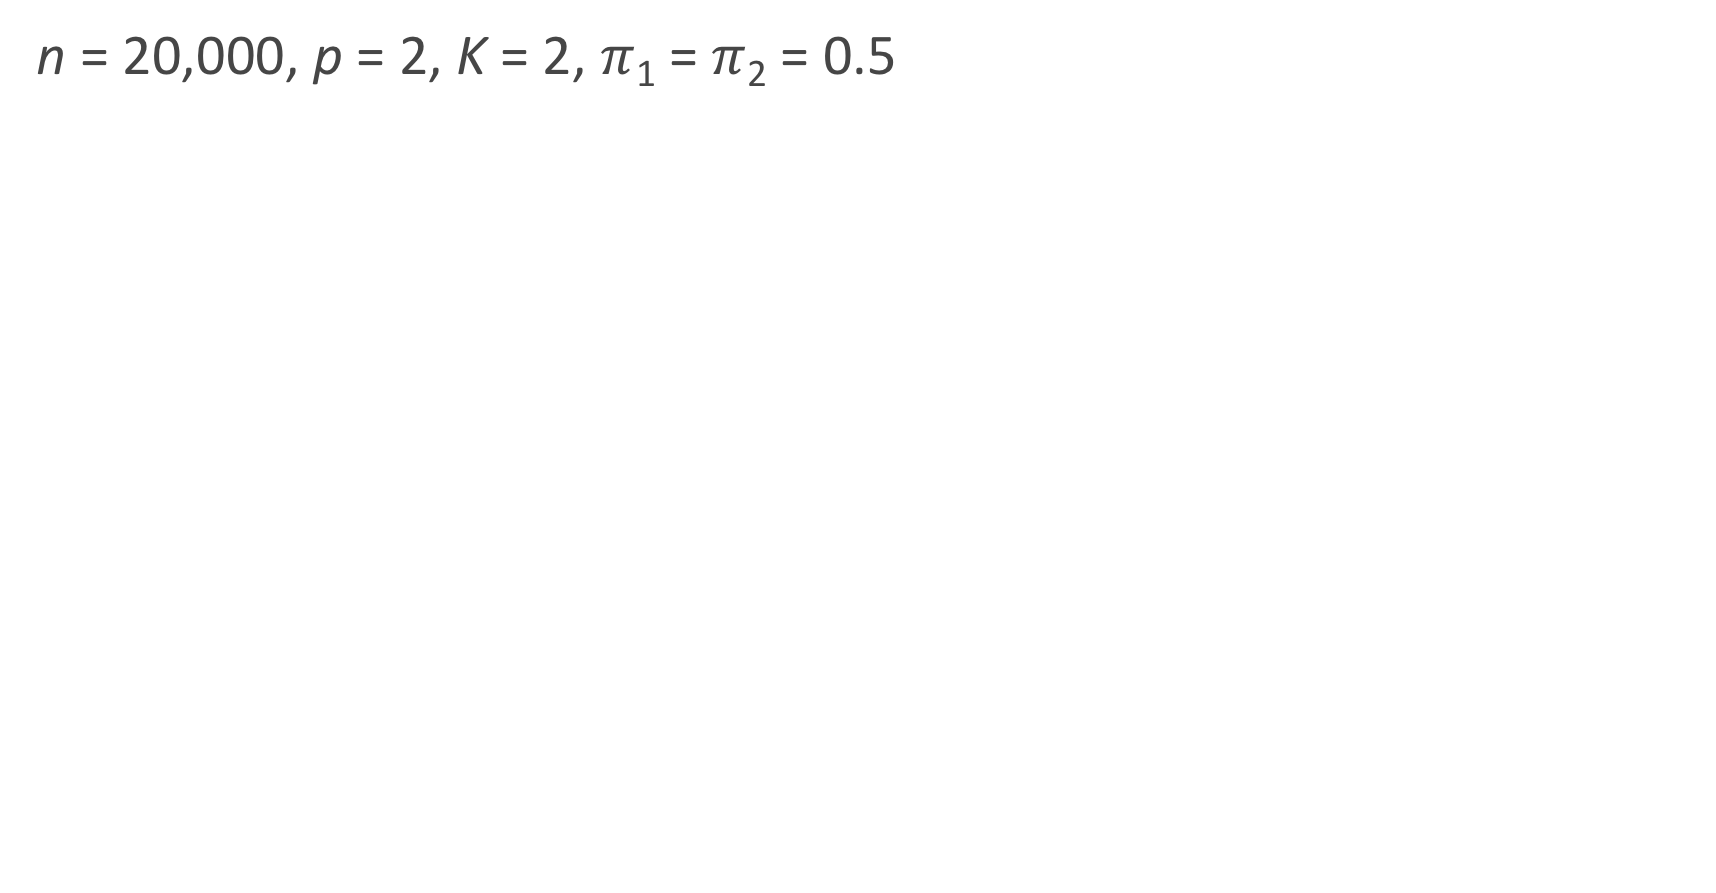 n = 20,000, p = 2, K = 2, π₁ = π₂ = 0.5